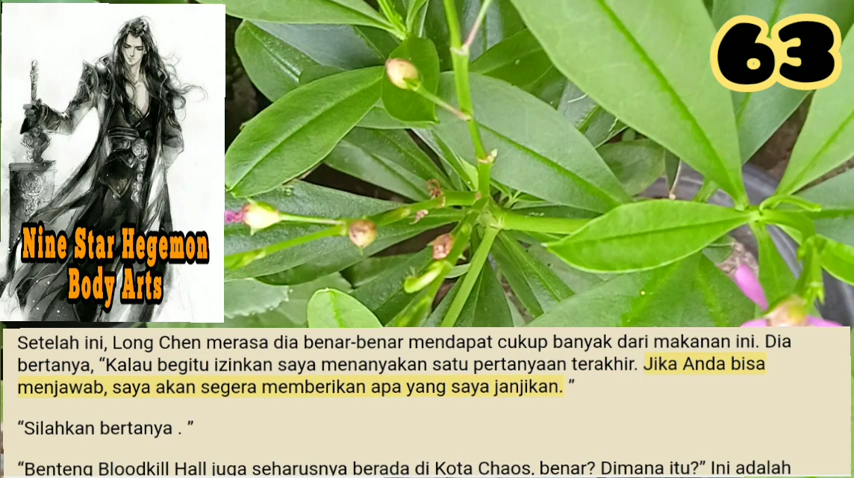 63
Nine Star Hegemon
Body Arts
Setelah ini, Long Chen merasa dia benar-benar mendapat cukup banyak dari makanan ini. Dia
bertanya, “Kalau begitu izinkan saya menanyakan satu pertanyaan terakhir. Jika Anda bisa
menjawab, saya akan segera memberikan apa yang saya janjikan. ”
“Silahkan bertanya . ”
“Benteng Bloodkill Hall juga seharusnya berada di Kota Chaos, benar? Dimana itu?” Ini adalah